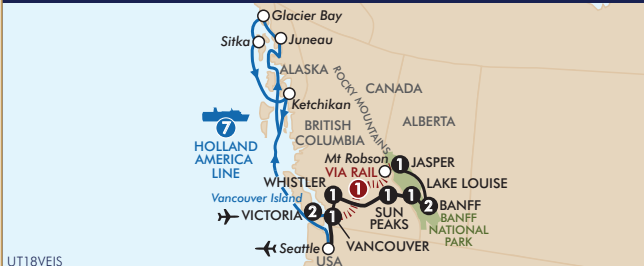 Glacier Bay
Sitka
Juneau
ALASKA
Ketchikan
ROCKY MOUNTAINS
CANADA
ALBERTA
BRITISH
COLUMBIA
7
HOLLAND
AMERICA
LINE
Mt Robson
VIA RAIL
1
1 JASPER
WHISTLER
1
LAKE LOUISE
1
1
2 BANFF
SUN
PEAKS
BANFF
NATIONAL
PARK
Vancouver Island
VICTORIA 2
1
VANCOUVER
Seattle
USA
UT18VEIS